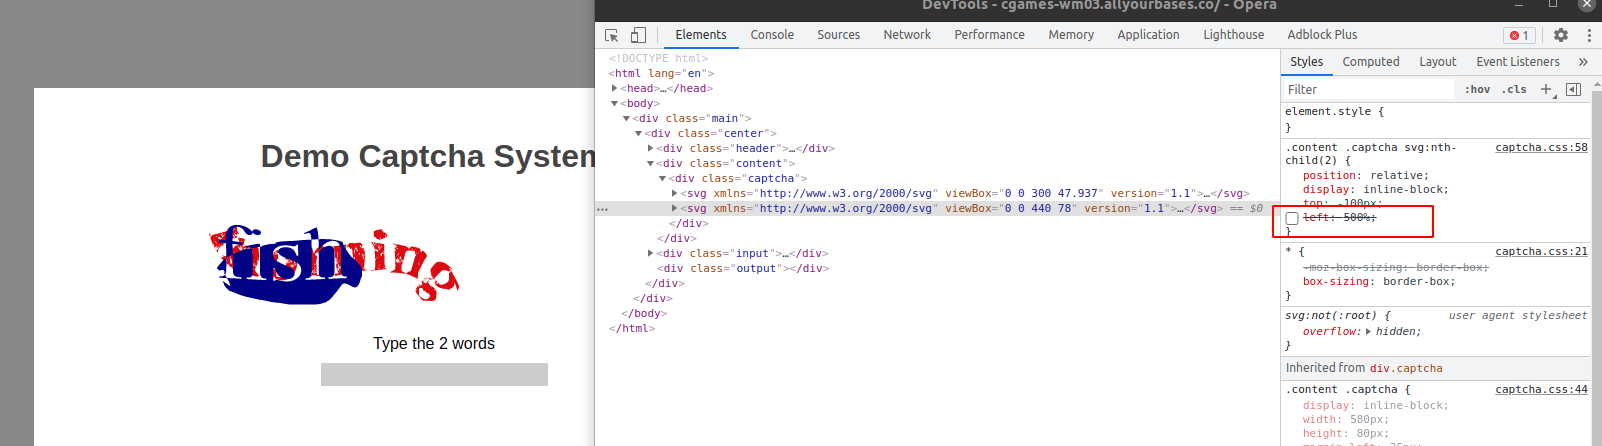 DevTools - cgames-wm03.allyourbases.co/ - Opera
Elements Console Sources Network Performance Memory Application Lighthouse Adblock Plus 1
Demo Captcha System
fish
Type the 2 words
<!DOCTYPE html>
<html lang="en">
<head>…</head>
<body>
<div class="main">
<div class="center">
<div class="header">…</div>
<div class="content">
<div class="captcha">
<svg xmlns="http://www.w3.org/2000/svg" viewBox="0 0 300 47.937" version="1.1">…</svg>
<svg xmlns="http://www.w3.org/2000/svg" viewBox="0 0 440 78" version="1.1">…</svg> == $0
</div>
</div>
<div class="input">…</div>
<div class="output"></div>
</div>
</div>
</body>
</html>
Styles Computed Layout Event Listeners »
Filter :hov .cls +
element.style {
}
.content .captcha svg:nth- captcha.css:58
child(2) {
position: relative;
display: inline-block;
top: -100px;
left: 500%;
}
* { captcha.css:21
-moz-box-sizing: border-box;
box-sizing: border-box;
}
svg:not(:root) { user agent stylesheet
overflow: hidden;
}
Inherited from div.captcha
.content .captcha { captcha.css:44
display: inline-block;
width: 580px;
height: 80px;
margin-left: 25px;